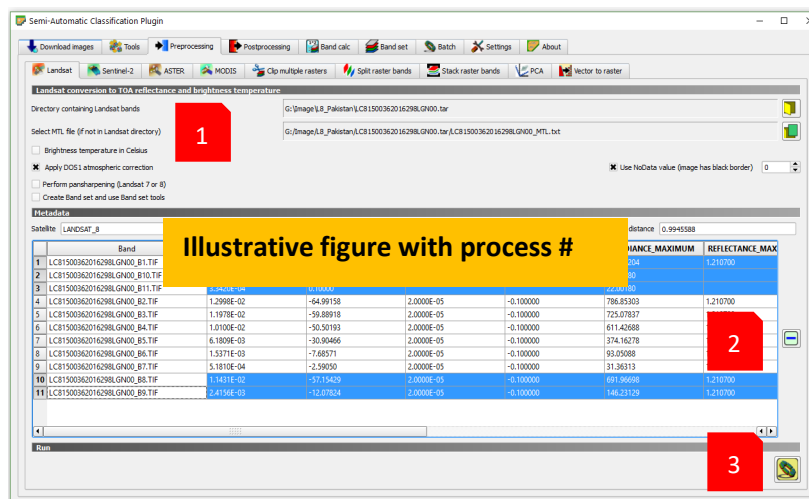 Semi-Automatic Classification Plugin
Download images Tools Preprocessing Postprocessing Band calc Band set Batch Settings About
Landsat Sentinel-2 ASTER MODIS Clip multiple rasters Split raster bands Stack raster bands PCA Vector to raster
Landsat conversion to TOA reflectance and brightness temperature
Directory containing Landsat bands G:\Image\L8_Pakistan\LC81500362016298LGN00.tar
1
Select MTL file (if not in Landsat directory) G:/Image/L8_Pakistan/LC81500362016298LGN00.tar/LC81500362016298LGN00_MTL.txt
Brightness temperature in Celsius
Apply DOS1 atmospheric correction Use NoData value (image has black border) 0
Perform pansharpening (Landsat 7 or 8)
Create Band set and use Band set tools
Metadata
Satellite LANDSAT_8 distance 0.9945588
Illustrative figure with process #
Band DIANCE_MAXIMUM REFLECTANCE_MAX
1 LC81500362016298LGN00_B1.TIF 204 1.210700
2 LC81500362016298LGN00_B10.TIF 80
3 LC81500362016298LGN00_B11.TIF 3.3420E-04 0.10000 22.00180
4 LC81500362016298LGN00_B2.TIF 1.2998E-02 -64.99158 2.0000E-05 -0.100000 786.85303 1.210700
5 LC81500362016298LGN00_B3.TIF 1.1978E-02 -59.88918 2.0000E-05 -0.100000 725.07837
6 LC81500362016298LGN00_B4.TIF 1.0100E-02 -50.50193 2.0000E-05 -0.100000 611.42688
7 LC81500362016298LGN00_B5.TIF 6.1809E-03 -30.90466 2.0000E-05 -0.100000 374.16278
2
8 LC81500362016298LGN00_B6.TIF 1.5371E-03 -7.68571 2.0000E-05 -0.100000 93.05088
9 LC81500362016298LGN00_B7.TIF 5.1810E-04 -2.59050 2.0000E-05 -0.100000 31.36313
10 LC81500362016298LGN00_B8.TIF 1.1431E-02 -57.15429 2.0000E-05 -0.100000 691.96698 1.210700
11 LC81500362016298LGN00_B9.TIF 2.4156E-03 -12.07824 2.0000E-05 -0.100000 146.23129 1.210700
Run
3